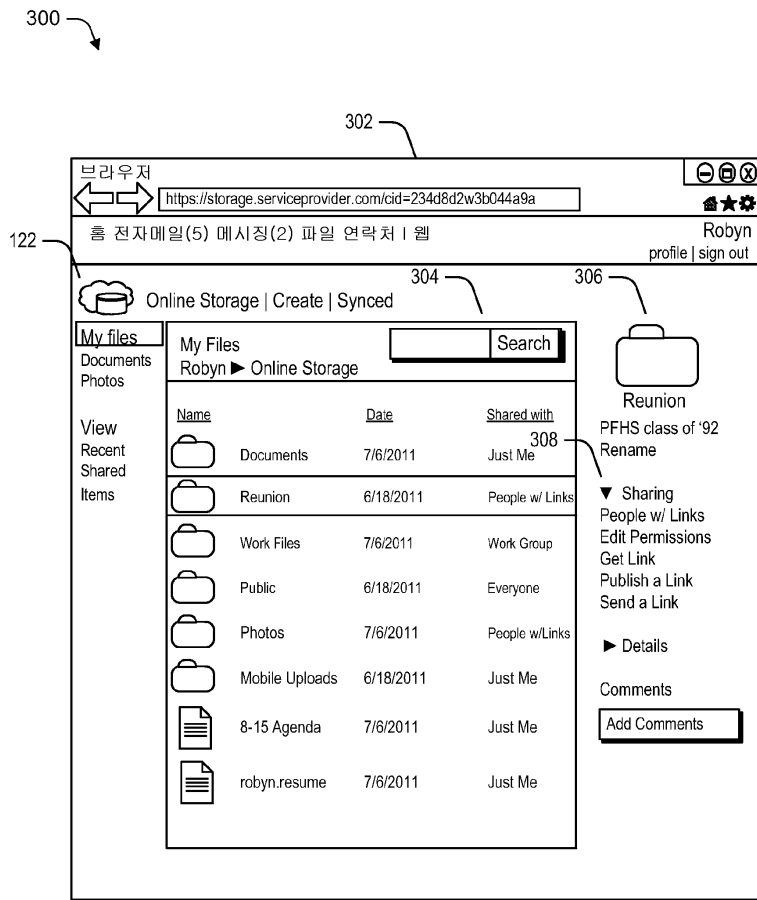 300
302
브라우저
https://storage.serviceprovider.com/cid=234d8d2w3b044a9a
122
홈 전자메일(5) 메시징(2) 파일 연락처 | 웹
Robyn
profile | sign out
304
306
Online Storage | Create | Synced
My files
Documents
Photos
View
Recent
Shared
Items
My Files
Search
Robyn ▶ Online Storage
Name Date Shared with
Documents 7/6/2011 Just Me
Reunion 6/18/2011 People w/ Links
Work Files 7/6/2011 Work Group
Public 6/18/2011 Everyone
Photos 7/6/2011 People w/Links
Mobile Uploads 6/18/2011 Just Me
8-15 Agenda 7/6/2011 Just Me
robyn.resume 7/6/2011 Just Me
Reunion
PFHS class of ‘92
308
Rename
▼ Sharing
People w/ Links
Edit Permissions
Get Link
Publish a Link
Send a Link
▶ Details
Comments
Add Comments